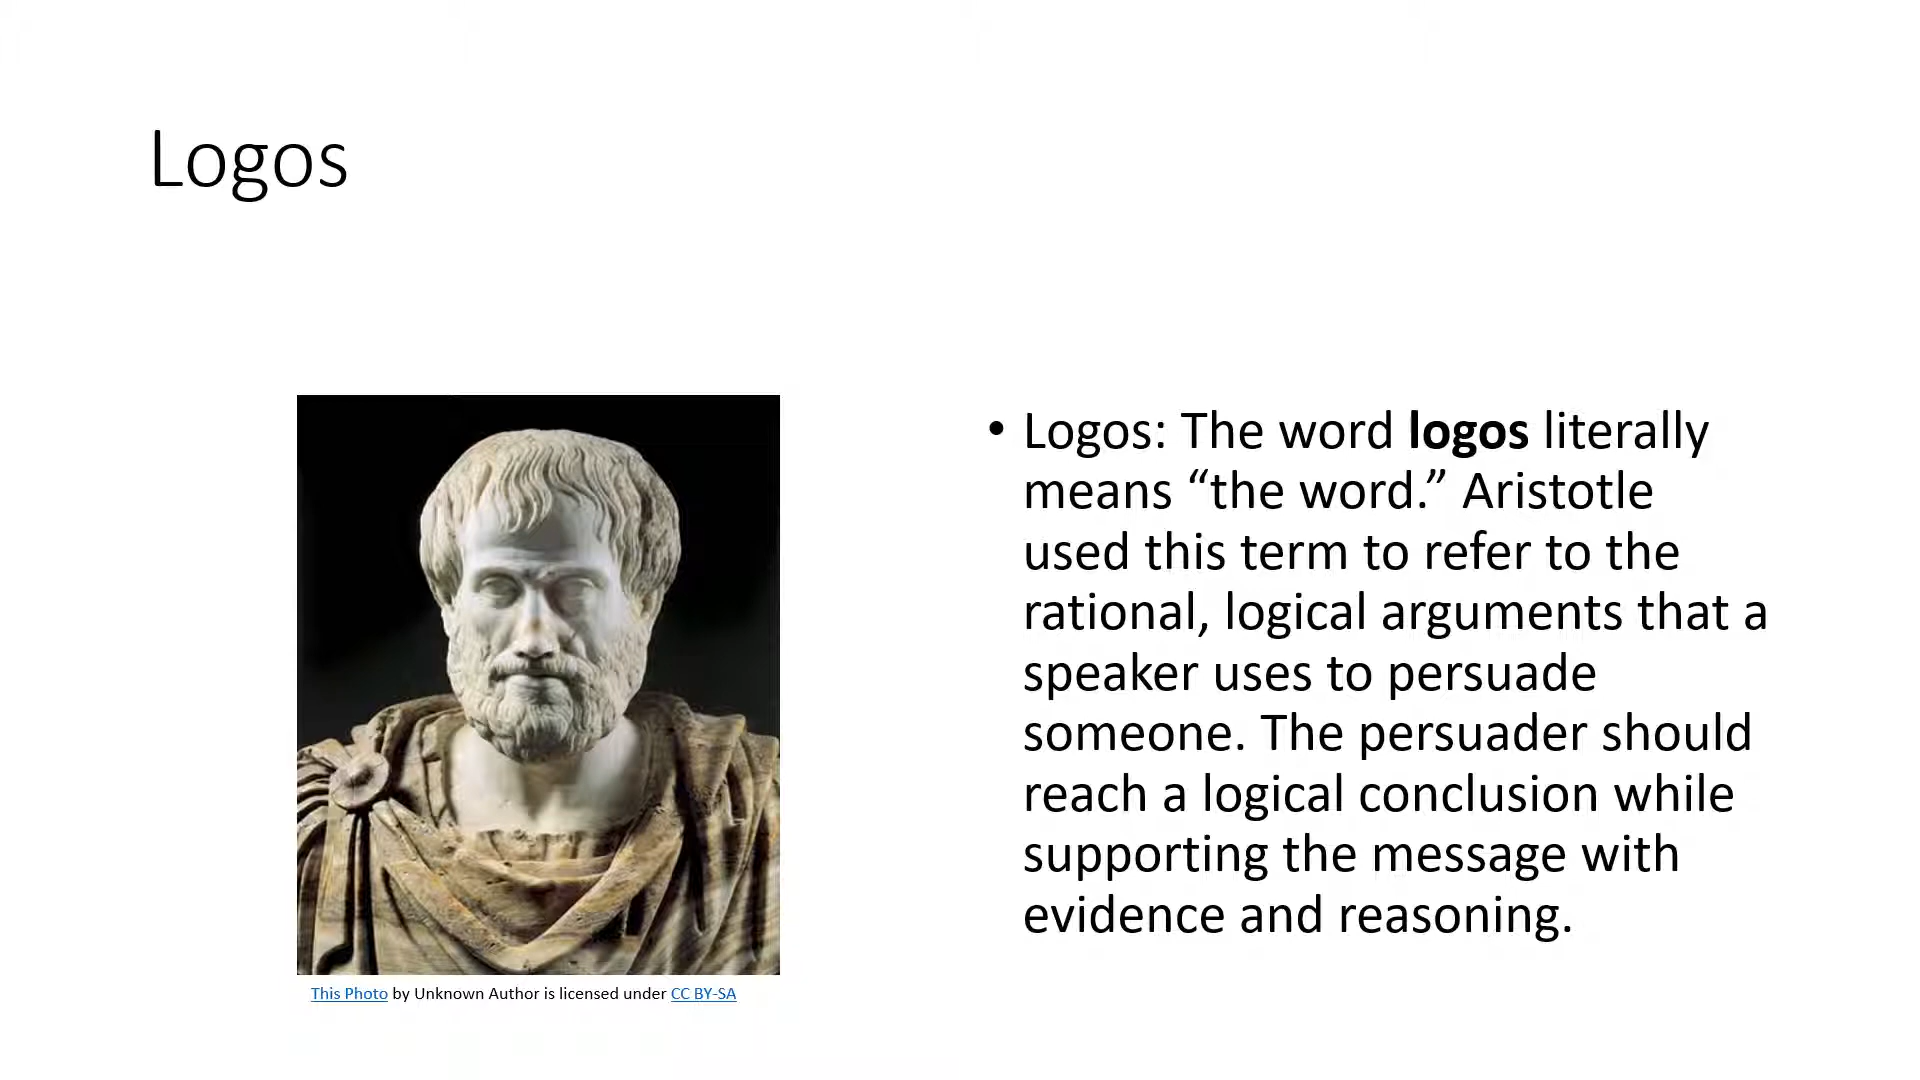 Logos
• Logos: The word logos literally
means “the word.” Aristotle
used this term to refer to the
rational, logical arguments that a
speaker uses to persuade
someone. The persuader should
reach a logical conclusion while
supporting the message with
evidence and reasoning.
This Photo by Unknown Author is licensed under CC BY-SA